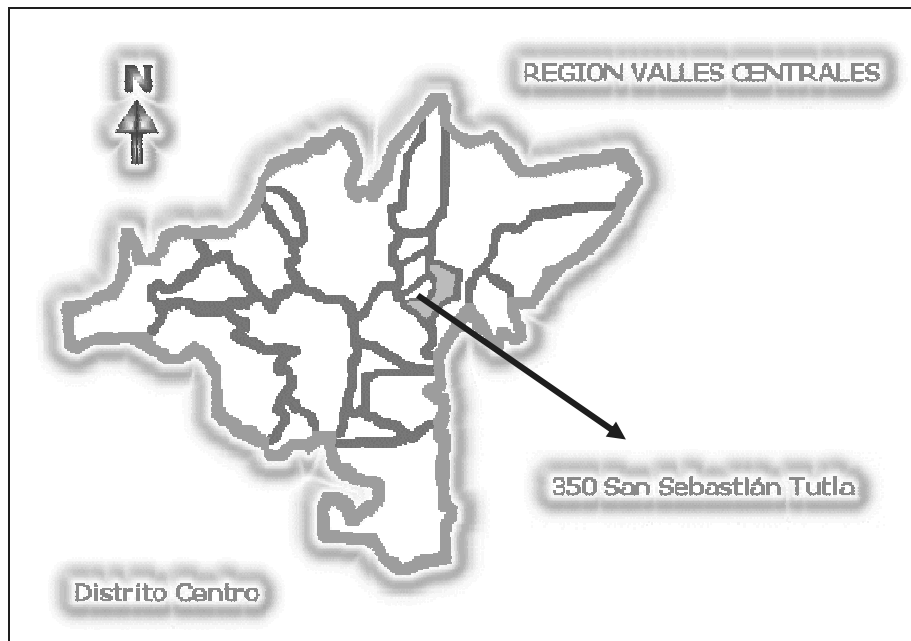 N
REGION VALLES CENTRALES
350 San Sebastián Tutla
Distrito Centro